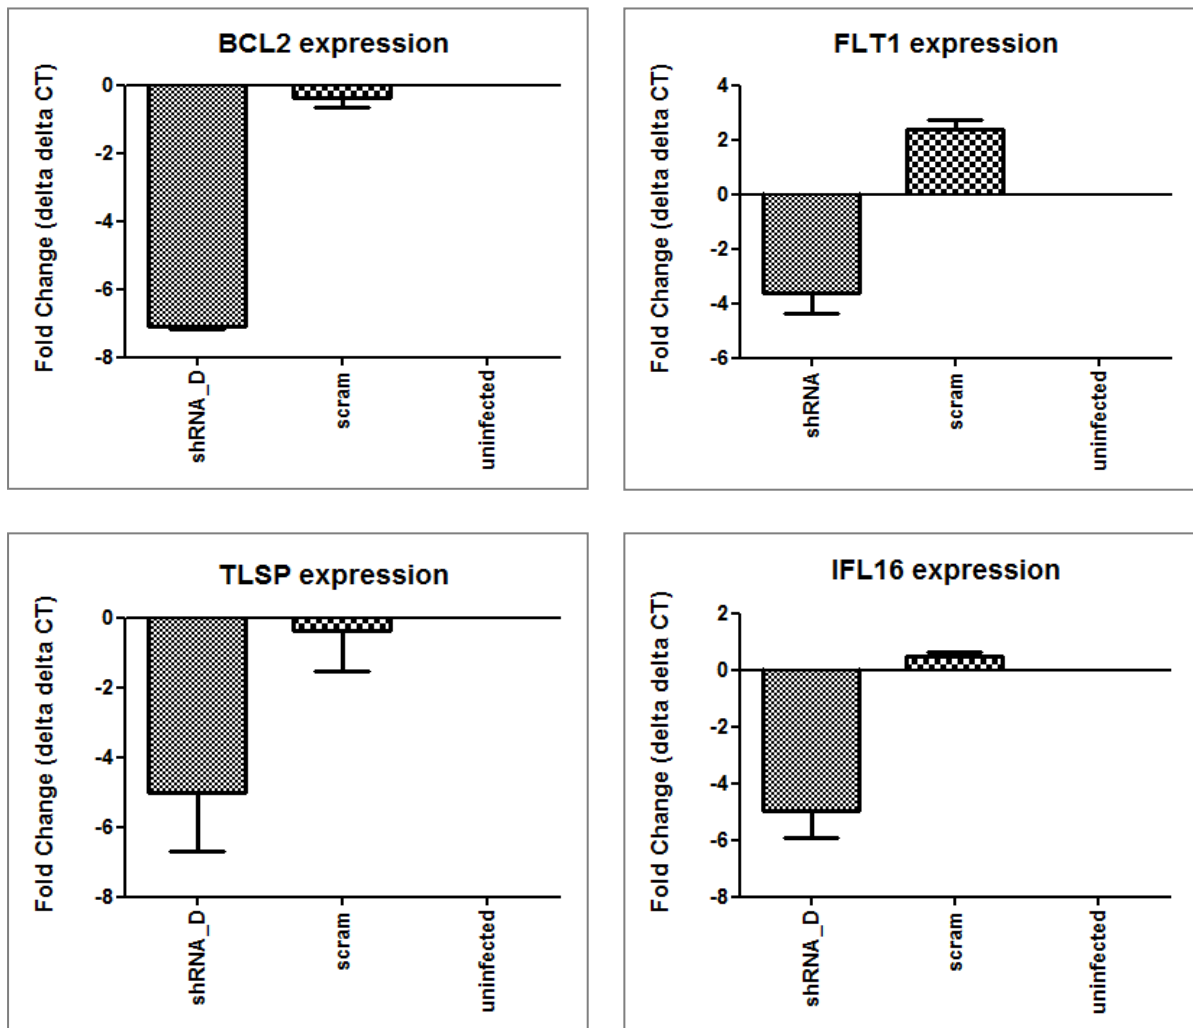 BCL2 expression
Fold Change (delta delta CT)
0
-2
-4
-6
-8
shRNA_D
scram
uninfected
FLT1 expression
Fold Change (delta delta CT)
4
2
0
-2
-4
-6
shRNA
scram
uninfected
TLSP expression
Fold Change (delta delta CT)
0
-2
-4
-6
-8
shRNA_D
scram
uninfected
IFL16 expression
Fold Change (delta delta CT)
2
0
-2
-4
-6
-8
shRNA_D
scram
uninfected